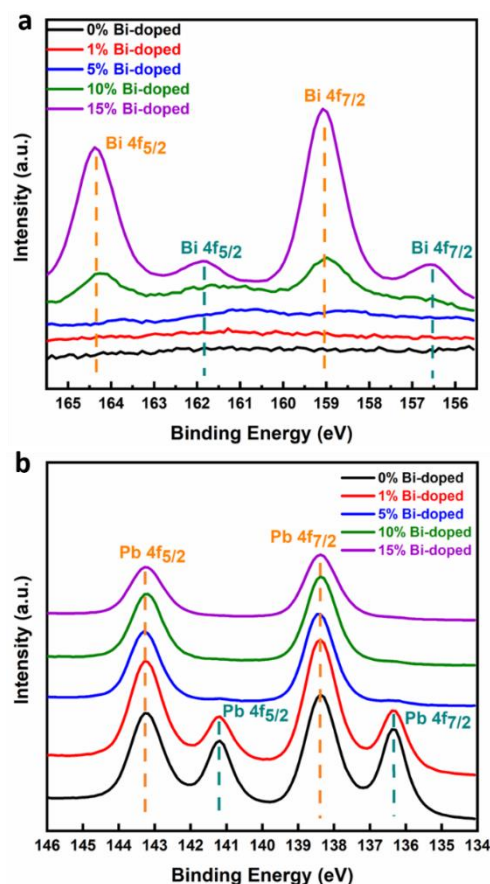 a
0% Bi-doped
1% Bi-doped
5% Bi-doped
10% Bi-doped
15% Bi-doped
Bi 4f5/2
Bi 4f7/2
Bi 4f5/2
Bi 4f7/2
Intensity (a.u.)
165 164 163 162 161 160 159 158 157 156
Binding Energy (eV)
b
0% Bi-doped
1% Bi-doped
5% Bi-doped
10% Bi-doped
15% Bi-doped
Pb 4f5/2
Pb 4f7/2
Pb 4f5/2
Pb 4f7/2
Intensity (a.u.)
146 145 144 143 142 141 140 139 138 137 136 135 134
Binding Energy (eV)